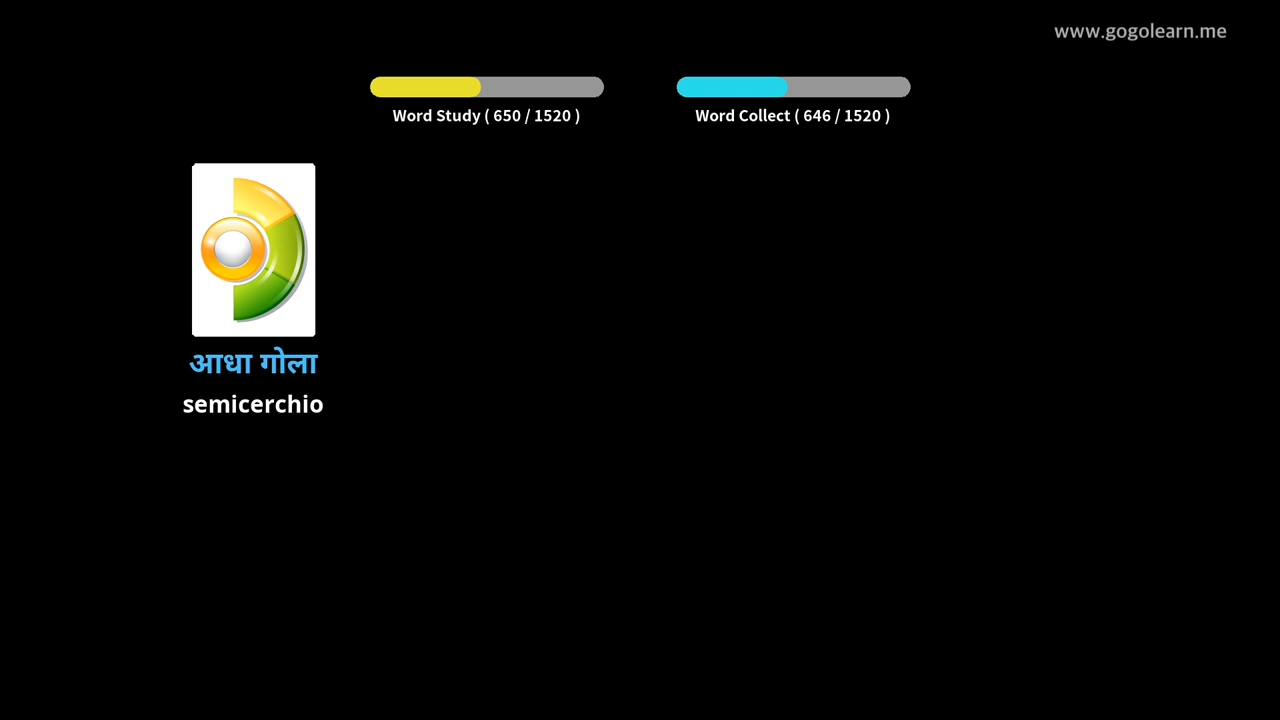 www.gogolearn.me
Word Study ( 650 / 1520 )
Word Collect ( 646 / 1520 )
आधा गोला
semicerchio